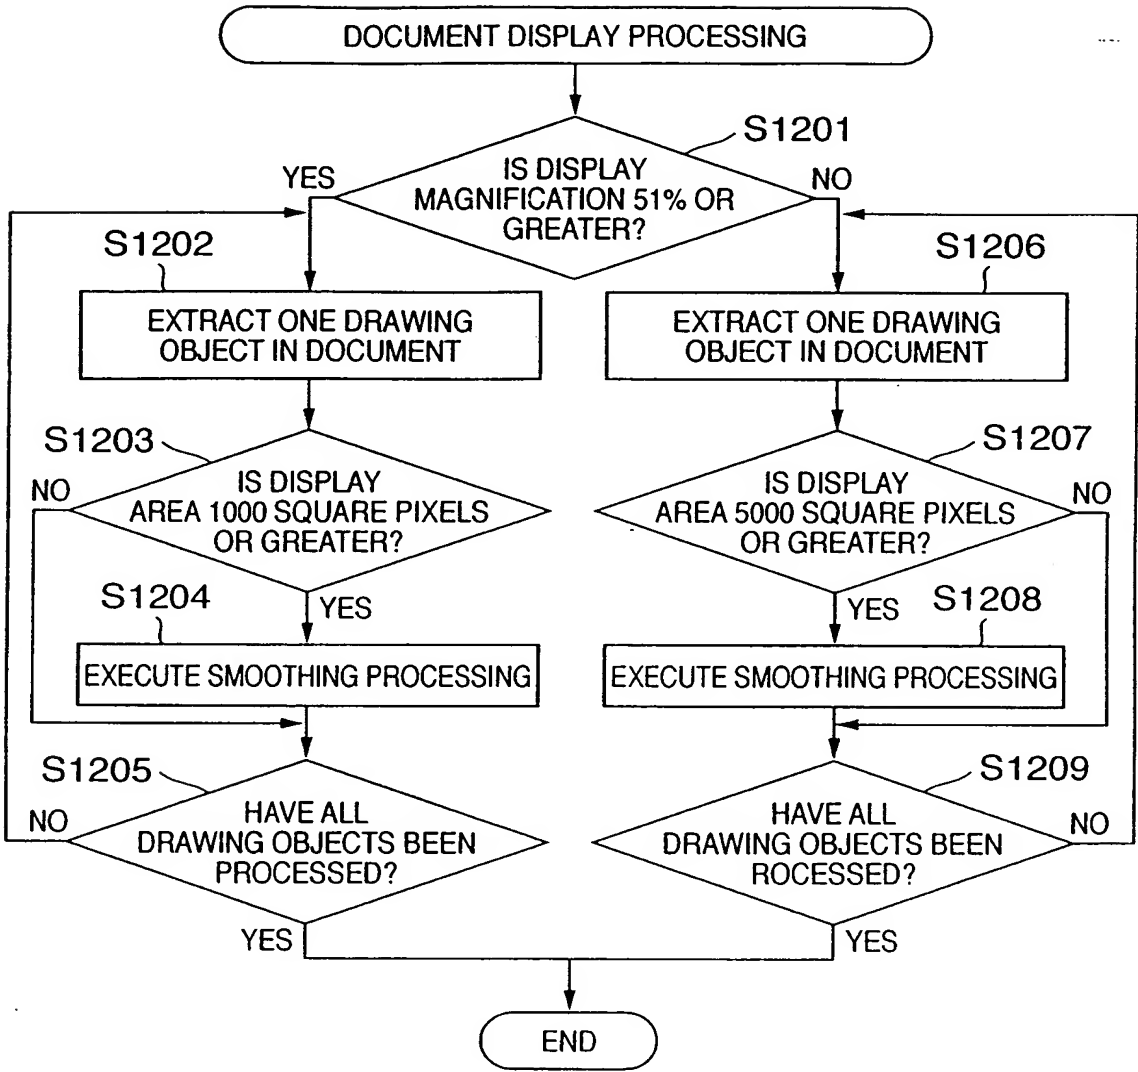 DOCUMENT DISPLAY PROCESSING
S1201
IS DISPLAY
MAGNIFICATION 51% OR
GREATER?
YES
NO
S1202
EXTRACT ONE DRAWING
OBJECT IN DOCUMENT
S1206
EXTRACT ONE DRAWING
OBJECT IN DOCUMENT
S1203
IS DISPLAY
AREA 1000 SQUARE PIXELS
OR GREATER?
NO
YES
S1207
IS DISPLAY
AREA 5000 SQUARE PIXELS
OR GREATER?
NO
YES
S1204
EXECUTE SMOOTHING PROCESSING
S1208
EXECUTE SMOOTHING PROCESSING
S1205
HAVE ALL
DRAWING OBJECTS BEEN
PROCESSED?
NO
YES
S1209
HAVE ALL
DRAWING OBJECTS BEEN
ROCESSED?
NO
YES
END